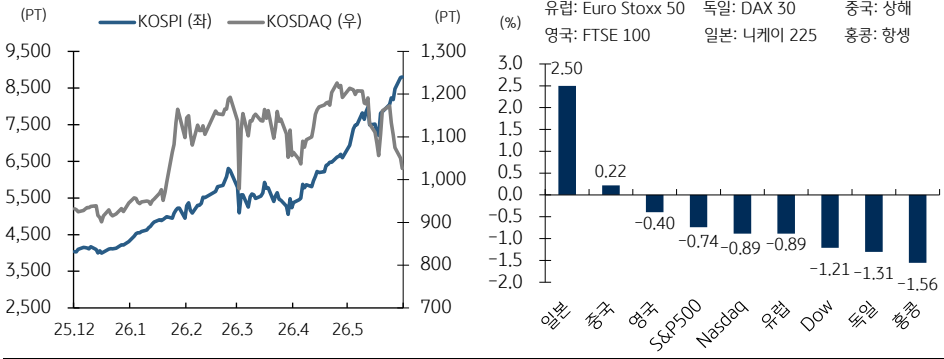 KOSPI (좌) KOSDAQ (우)
(PT) (PT)
9,500 1,300
8,500 1,200
7,500 1,100
6,500
5,500 1,000
4,500 900
3,500 800
2,500 700
25.12 26.1 26.2 26.3 26.4 26.5
유럽: Euro Stoxx 50 독일: DAX 30 중국: 상해
(%)
영국: FTSE 100 일본: 니케이 225 홍콩: 항셍
3.0
2.5
2.0
1.5
1.0
0.5
0.0
−0.5
−1.0
−1.5
−2.0
2.50
0.22
−0.40
−0.74
−0.89
−0.89
−1.21
−1.31
−1.56
일본
중국
영국
S&P500
Nasdaq
유럽
Dow
독일
홍콩